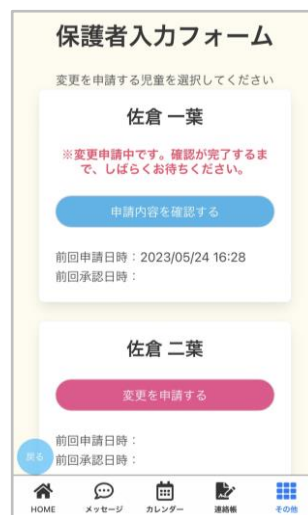 保護者入力フォーム
変更を申請する児童を選択してください
佐倉 一葉
※変更申請中です。確認が完了するま
で、しばらくお待ちください。
申請内容を確認する
前回申請日時：2023/05/24 16:28
前回承認日時：
佐倉 二葉
変更を申請する
前回申請日時：
前回承認日時：
戻る
HOME メッセージ カレンダー 連絡帳 その他